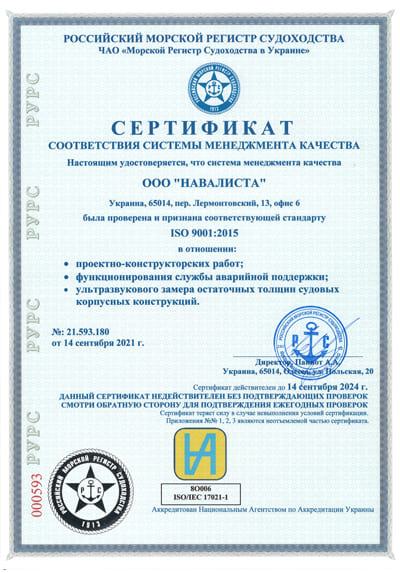 РОССИЙСКИЙ МОРСКОЙ РЕГИСТР СУДОХОДСТВА
ЧАО «Морской Регистр Судоходства в Украине»
СЕРТИФИКАТ
СООТВЕТСТВИЯ СИСТЕМЫ МЕНЕДЖМЕНТА КАЧЕСТВА
Настоящим удостоверяется, что система менеджмента качества
ООО "НАВАЛИСТА"
Украина, 65014, пер. Лермонтовский, 13, офис 6
была проверена и признана соответствующей стандарту
ISO 9001:2015
в отношении:
• проектно-конструкторских работ;
• функционирования службы аварийной поддержки;
• ультразвукового замера остаточных толщин судовых
корпусных конструкций.
№: 21.593.180
от 14 сентября 2021 г.
Директор,
Украина, 65014, Одесса, ул. Польская, 20
Сертификат действителен до 14 сентября 2024 г.
ДАННЫЙ СЕРТИФИКАТ НЕДЕЙСТВИТЕЛЕН БЕЗ ПОДТВЕРЖДАЮЩИХ ПРОВЕРОК
СМОТРИ ОБРАТНУЮ СТОРОНУ ДЛЯ ПОДТВЕРЖДЕНИЯ ЕЖЕГОДНЫХ ПРОВЕРОК
Сертификат теряет силу в случае невыполнения условий сертификации.
Приложения №№ 1, 2, 3 являются неотъемлемой частью сертификата.
РОССИЙСКИЙ МОРСКОЙ РЕГИСТР СУДОХОДСТВА
РС
1913
8О006
ISO/IEC 17021-1
Аккредитован Национальным Агентством по Аккредитации Украины
000593
РУРС
РУРС
РУРС
РУРС